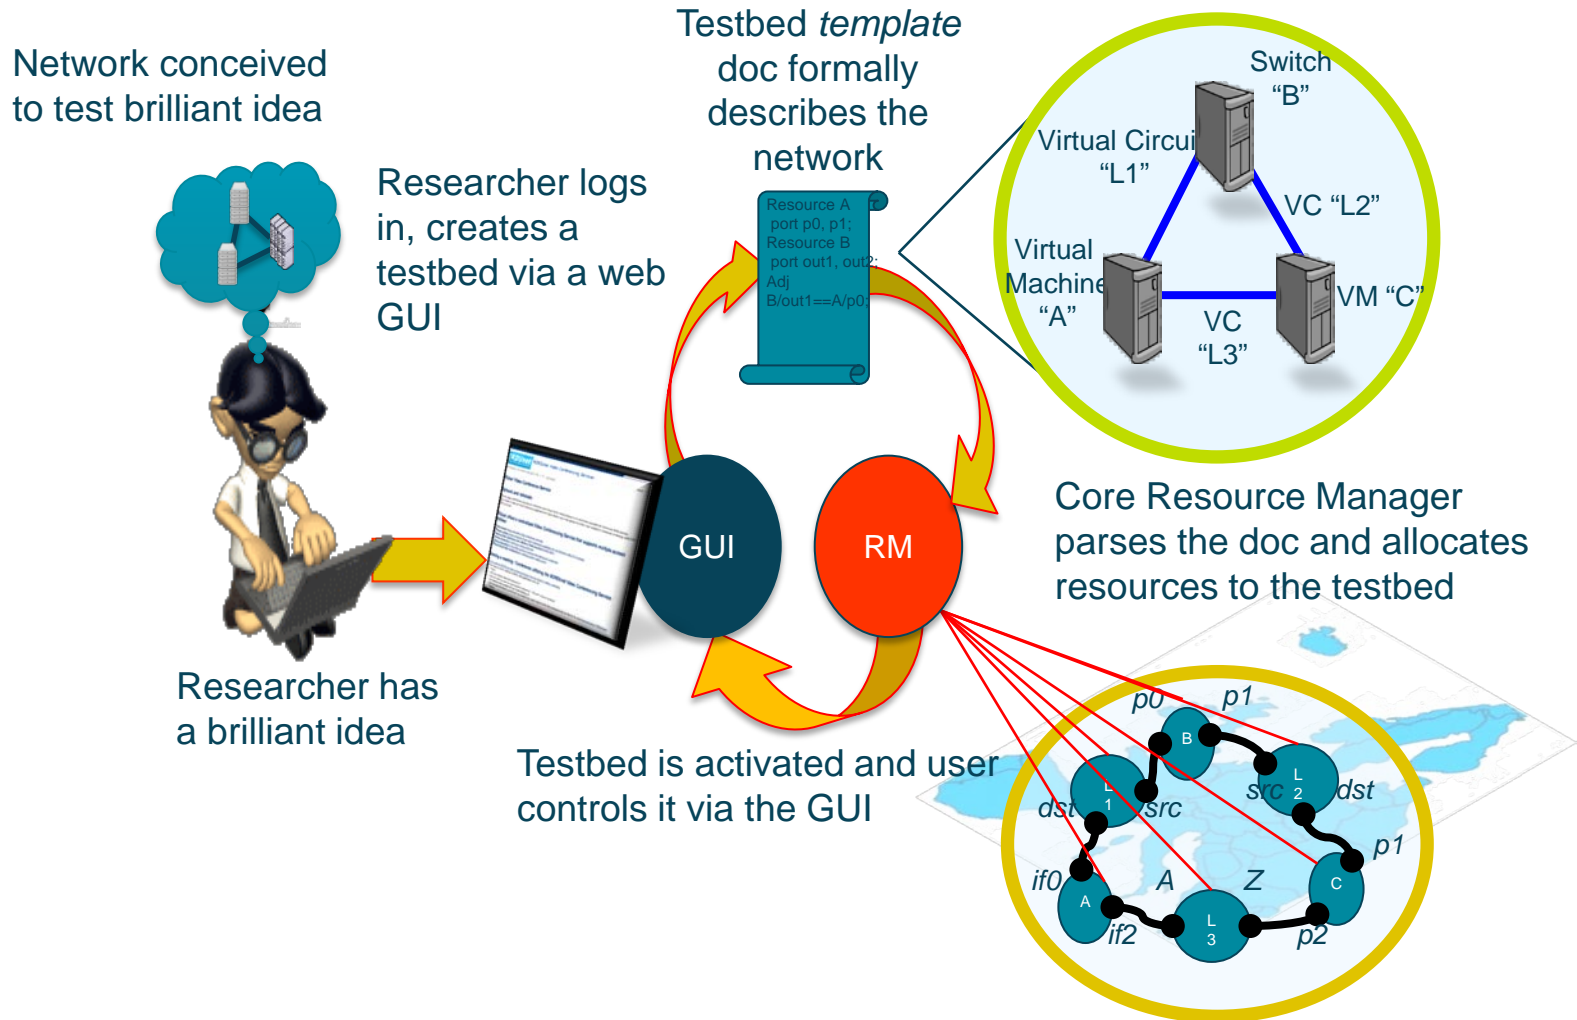 Network conceived
to test brilliant idea
Researcher logs
in, creates a
testbed via a web
GUI
Testbed template
doc formally
describes the
network
Resource A
port p0, p1;
Resource B
port out1, out2;
Adj
B/out1==A/p0;
Switch
“B”
Virtual Circui
“L1”
VC “L2”
Virtual
Machine
“A”
VM “C”
VC
“L3”
GUI
RM
Core Resource Manager
parses the doc and allocates
resources to the testbed
Researcher has
a brilliant idea
Testbed is activated and user
controls it via the GUI
p0
p1
B
L
1
dst
src
L
2
src
dst
p1
if0
A
Z
C
A
if2
L
3
p2